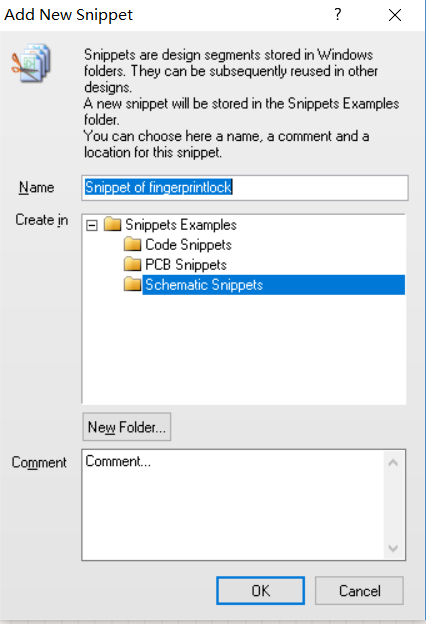 Add New Snippet
?
Snippets are design segments stored in Windows
folders. They can be subsequently reused in other
designs.
A new snippet will be stored in the Snippets Examples
folder.
You can choose here a name, a comment and a
location for this snippet.
Name
Snippet of fingerprintlock
Create in
Snippets Examples
Code Snippets
PCB Snippets
Schematic Snippets
New Folder...
Comment
Comment...
OK
Cancel